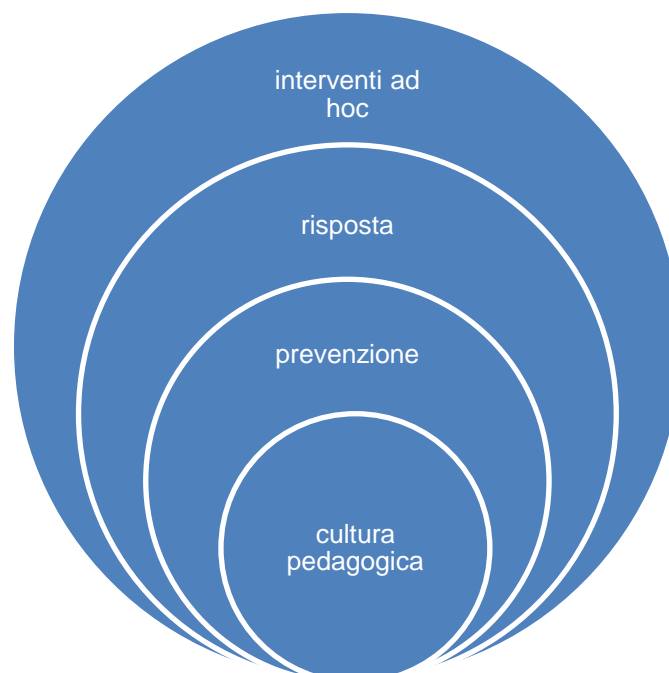 interventi ad
hoc
risposta
prevenzione
cultura
pedagogica